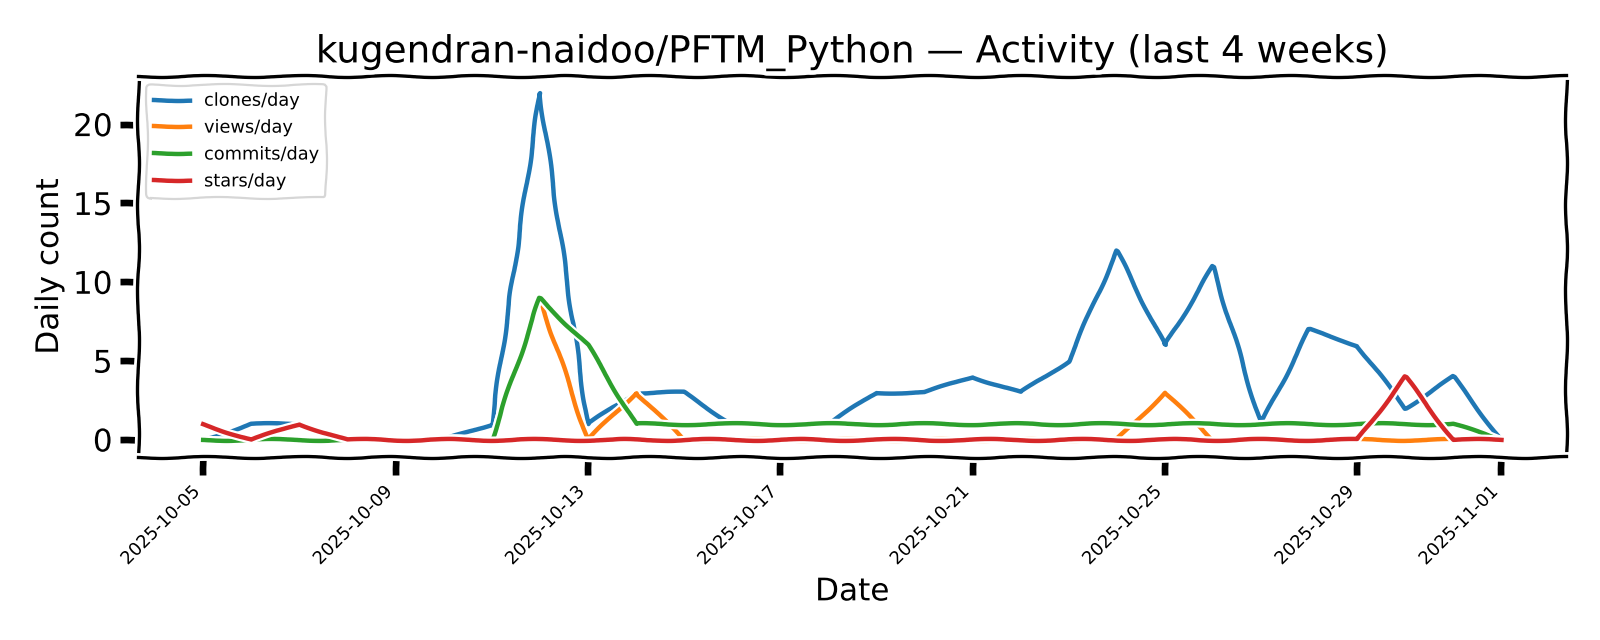 kugendran-naidoo/PFTM_Python — Activity (last 4 weeks)
clones/day
views/day
commits/day
stars/day
Daily count
20
15
10
5
0
2025-10-05
2025-10-09
2025-10-13
2025-10-17
2025-10-21
2025-10-25
2025-10-29
2025-11-01
Date